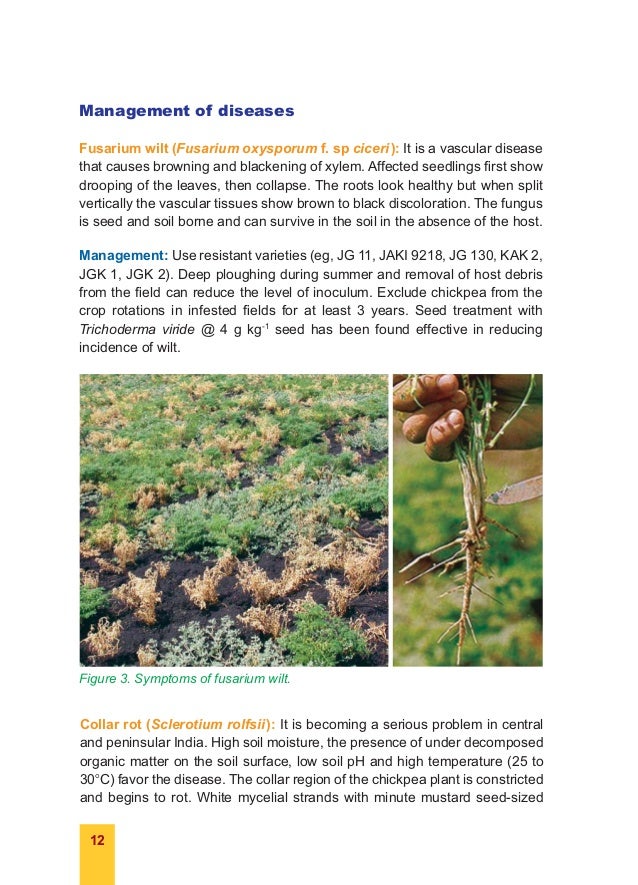 Management of diseases
Fusarium wilt (Fusarium oxysporum f. sp ciceri): It is a vascular disease
that causes browning and blackening of xylem. Affected seedlings first show
drooping of the leaves, then collapse. The roots look healthy but when split
vertically the vascular tissues show brown to black discoloration. The fungus
is seed and soil borne and can survive in the soil in the absence of the host.
Management: Use resistant varieties (eg, JG 11, JAKI 9218, JG 130, KAK 2,
JGK 1, JGK 2). Deep ploughing during summer and removal of host debris
from the field can reduce the level of inoculum. Exclude chickpea from the
crop rotations in infested fields for at least 3 years. Seed treatment with
Trichoderma viride @ 4 g kg⁻¹ seed has been found effective in reducing
incidence of wilt.
Figure 3. Symptoms of fusarium wilt.
Collar rot (Sclerotium rolfsii): It is becoming a serious problem in central
and peninsular India. High soil moisture, the presence of under decomposed
organic matter on the soil surface, low soil pH and high temperature (25 to
30°C) favor the disease. The collar region of the chickpea plant is constricted
and begins to rot. White mycelial strands with minute mustard seed-sized
12